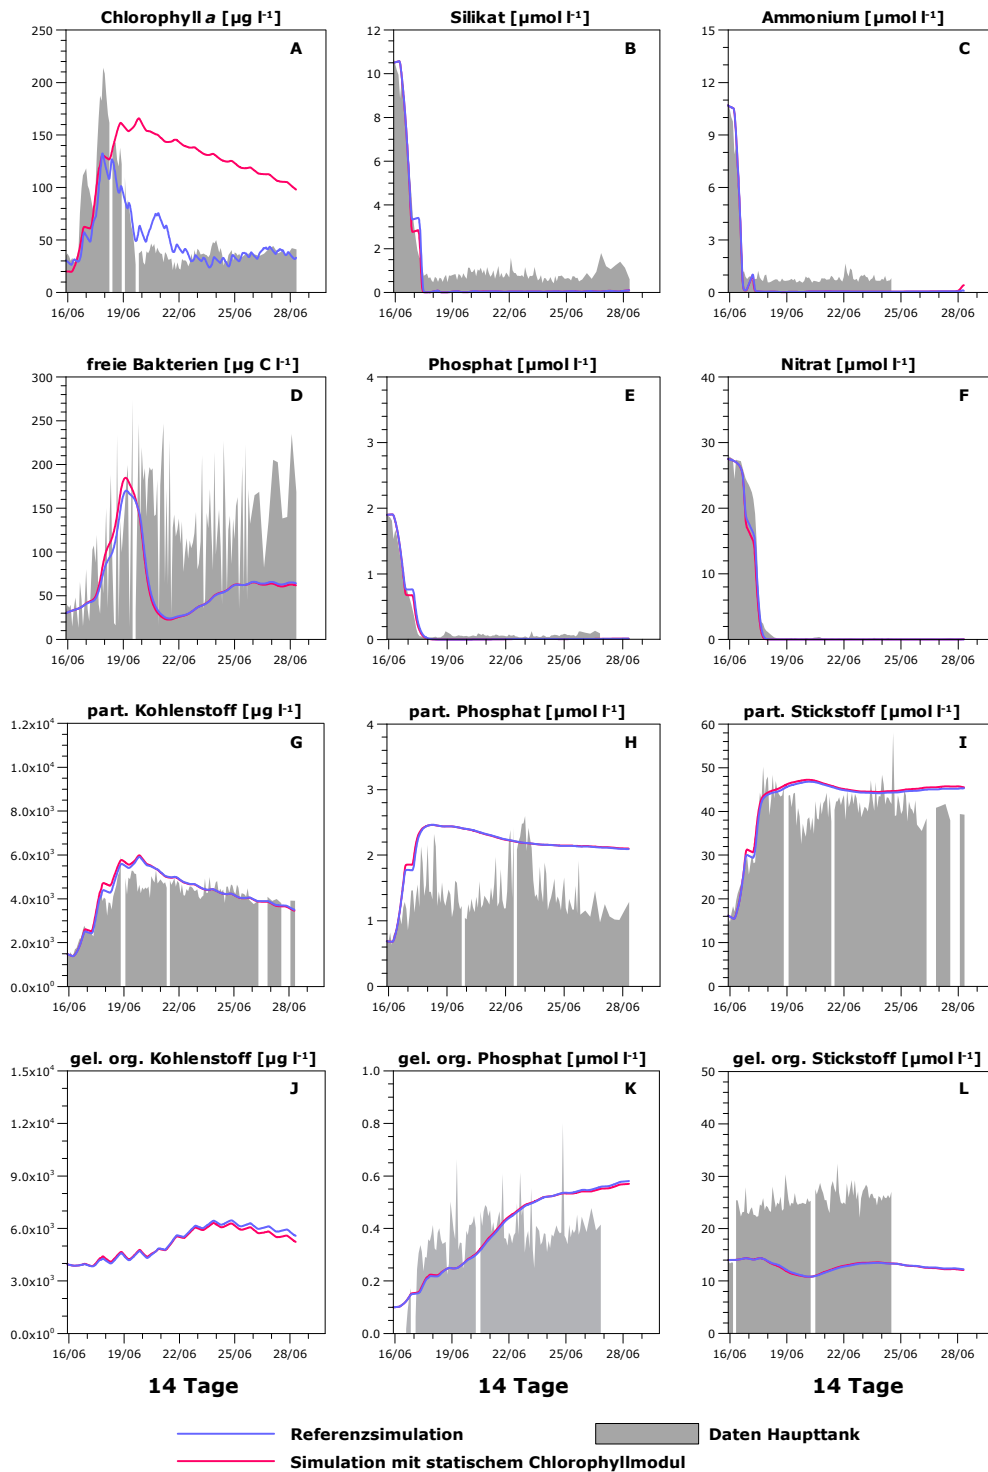 Chlorophyll a [µg l-1]
Silikat [µmol l-1]
Ammonium [µmol l-1]
250
200
150
100
50
0
A
16/06 19/06 22/06 25/06 28/06
12
10
8
6
4
2
0
B
16/06 19/06 22/06 25/06 28/06
15
12
9
6
3
0
C
16/06 19/06 22/06 25/06 28/06
freie Bakterien [µg C l-1]
Phosphat [µmol l-1]
Nitrat [µmol l-1]
300
250
200
150
100
50
0
D
16/06 19/06 22/06 25/06 28/06
4
3
2
1
0
E
16/06 19/06 22/06 25/06 28/06
40
30
20
10
0
F
16/06 19/06 22/06 25/06 28/06
part. Kohlenstoff [µg l-1]
part. Phosphat [µmol l-1]
part. Stickstoff [µmol l-1]
1.2x10⁴
1.0x10⁴
8.0x10³
6.0x10³
4.0x10³
2.0x10³
0.0x10⁰
G
16/06 19/06 22/06 25/06 28/06
4
3
2
1
0
H
16/06 19/06 22/06 25/06 28/06
60
50
40
30
20
10
0
I
16/06 19/06 22/06 25/06 28/06
gel. org. Kohlenstoff [µg l-1]
gel. org. Phosphat [µmol l-1]
gel. org. Stickstoff [µmol l-1]
1.5x10⁴
1.2x10⁴
9.0x10³
6.0x10³
3.0x10³
0.0x10⁰
J
16/06 19/06 22/06 25/06 28/06
1.0
0.8
0.6
0.4
0.2
0.0
K
16/06 19/06 22/06 25/06 28/06
50
40
30
20
10
0
L
16/06 19/06 22/06 25/06 28/06
14 Tage
14 Tage
14 Tage
Referenzsimulation
Daten Haupttank
Simulation mit statischem Chlorophyllmodul